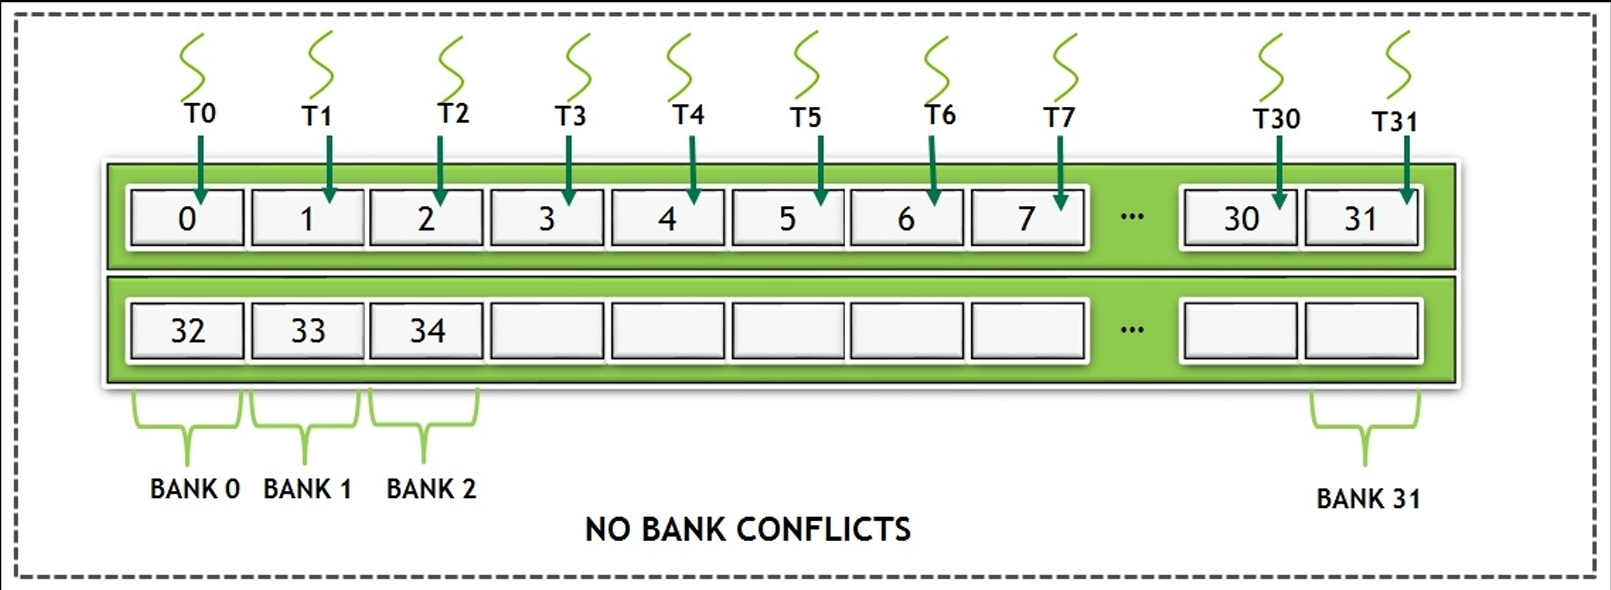 T0 T1 T2 T3 T4 T5 T6 T7 T30 T31
0 1 2 3 4 5 6 7 ... 30 31
32 33 34 ...
BANK 0 BANK 1 BANK 2 BANK 31
NO BANK CONFLICTS